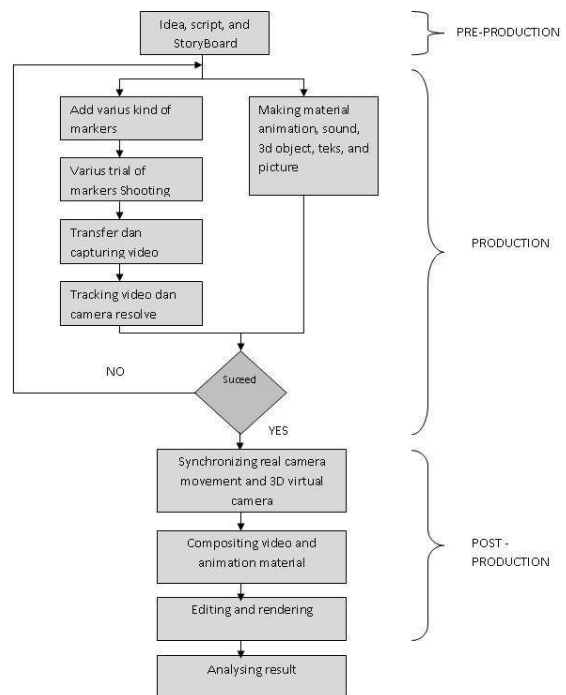 Idea, script, and
StoryBoard
PRE-PRODUCTION
Add varius kind of
markers
Varius trial of
markers Shooting
Transfer dan
capturing video
Tracking video dan
camera resolve
Making material
animation, sound,
3d object, teks, and
picture
PRODUCTION
Suceed
NO
YES
Synchronizing real camera
movement and 3D virtual
camera
Compositing video and
animation material
Editing and rendering
POST -
PRODUCTION
Analysing result